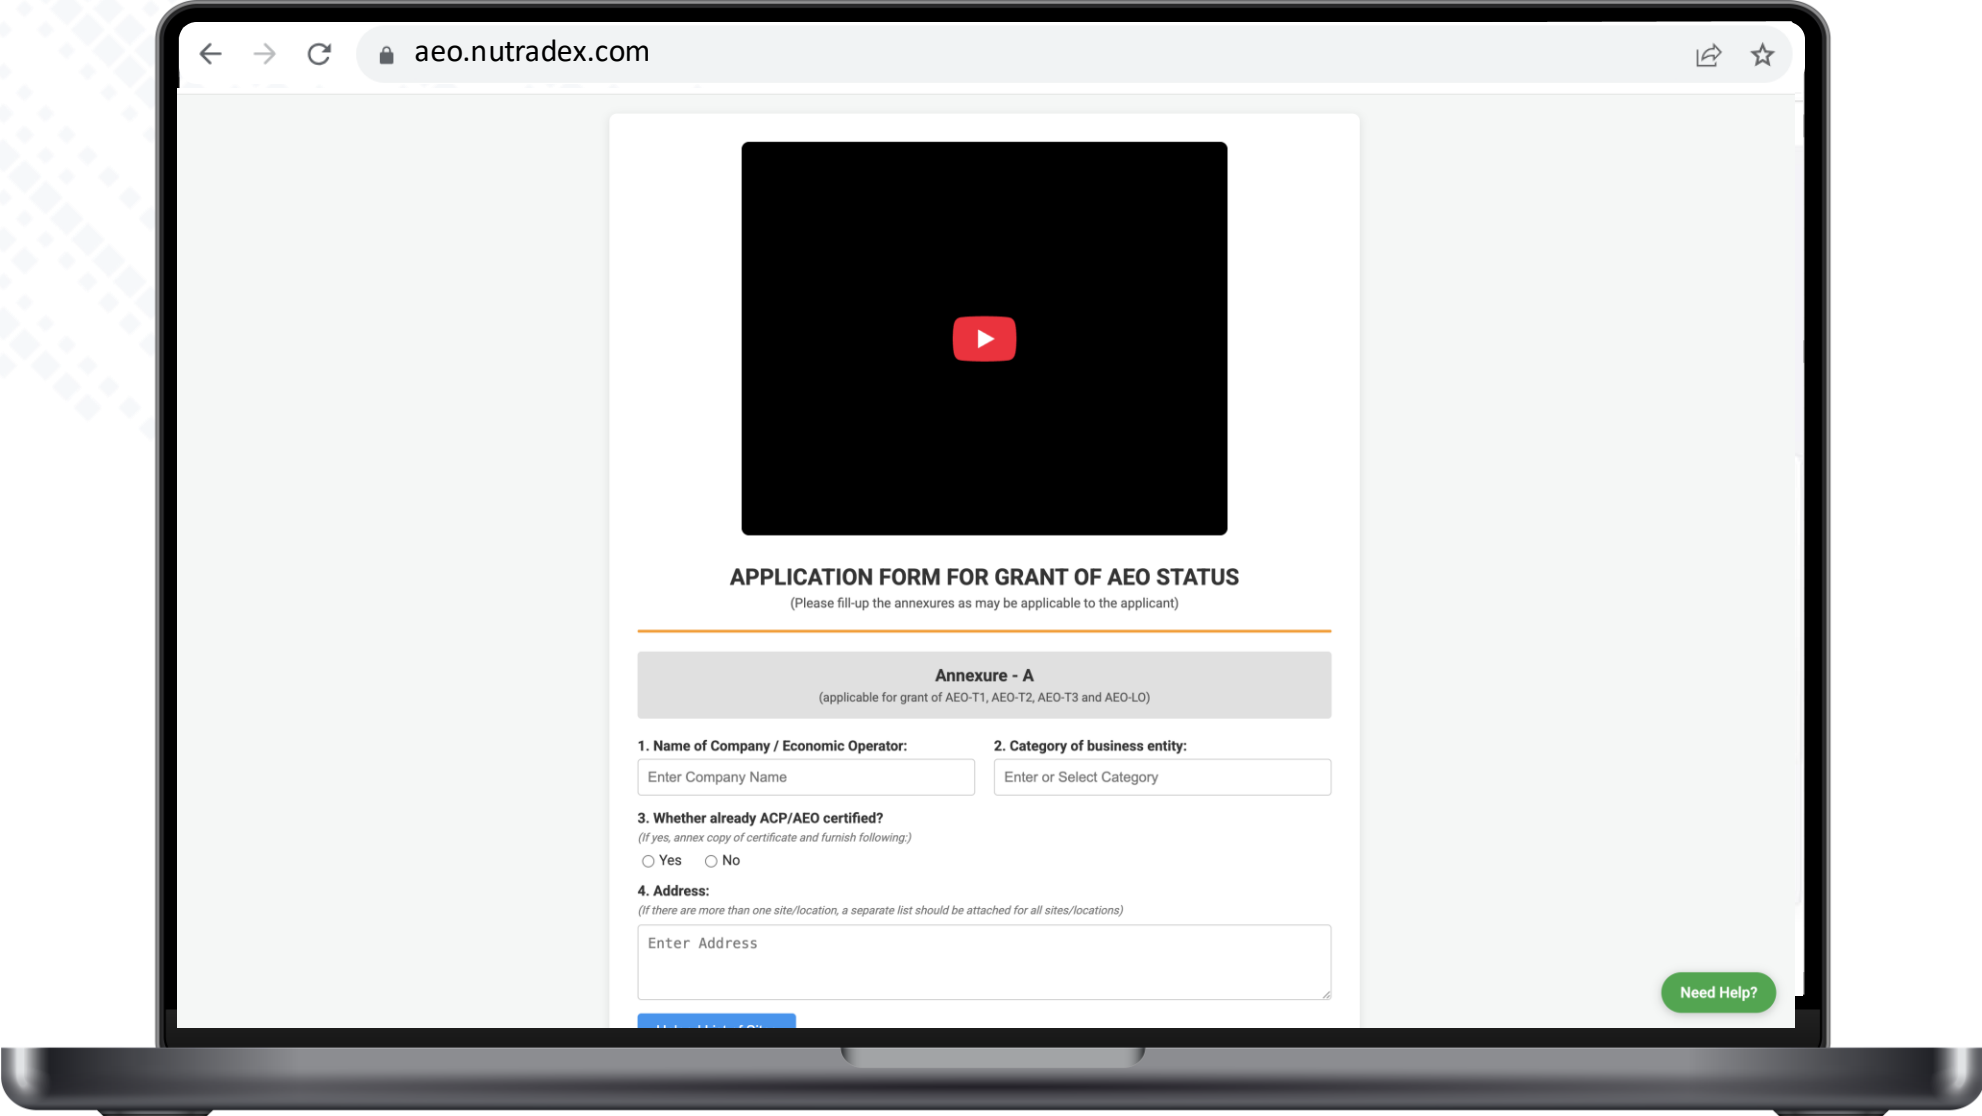 aeo.nutradex.com
APPLICATION FORM FOR GRANT OF AEO STATUS
(Please fill-up the annexures as may be applicable to the applicant)
Annexure - A
(applicable for grant of AEO-T1, AEO-T2, AEO-T3 and AEO-LO)
1. Name of Company / Economic Operator:
Enter Company Name
2. Category of business entity:
Enter or Select Category
3. Whether already ACP/AEO certified?
(If yes, annex copy of certificate and furnish following:)
Yes No
4. Address:
(If there are more than one site/location, a separate list should be attached for all sites/locations)
Enter Address
Need Help?